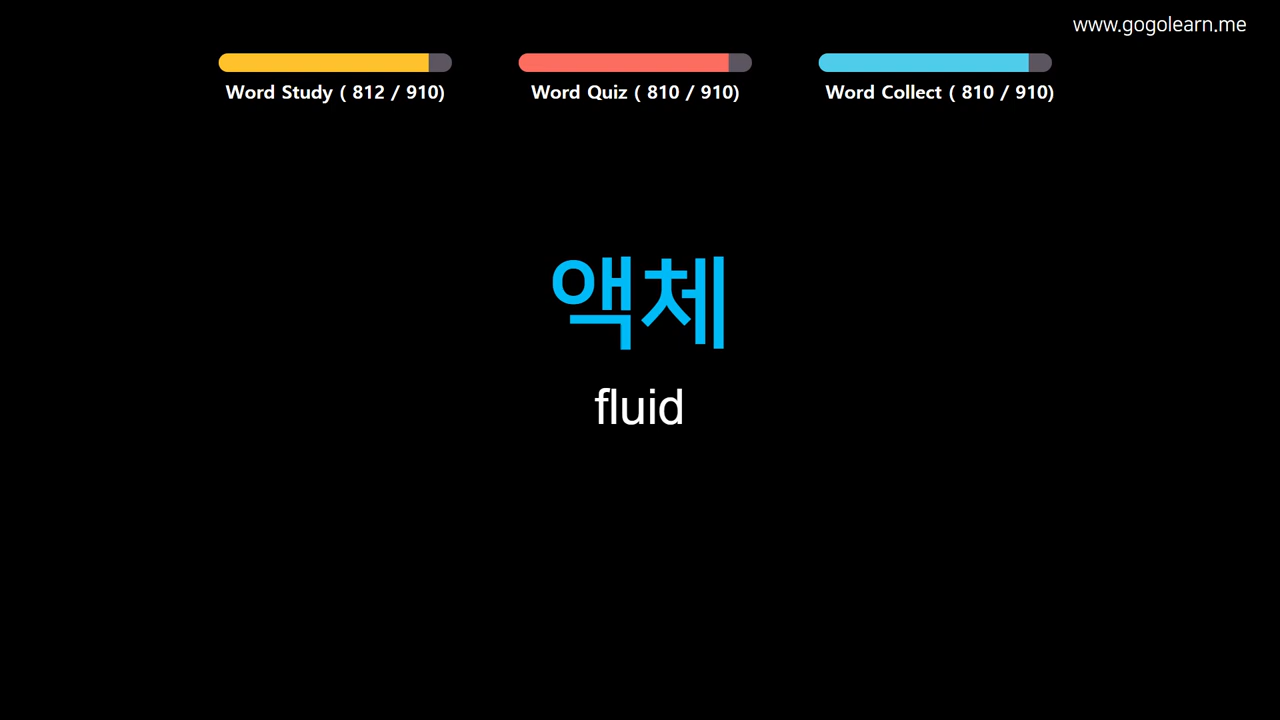 www.gogolearn.me
Word Study ( 812 / 910)
Word Quiz ( 810 / 910)
Word Collect ( 810 / 910)
액체
fluid